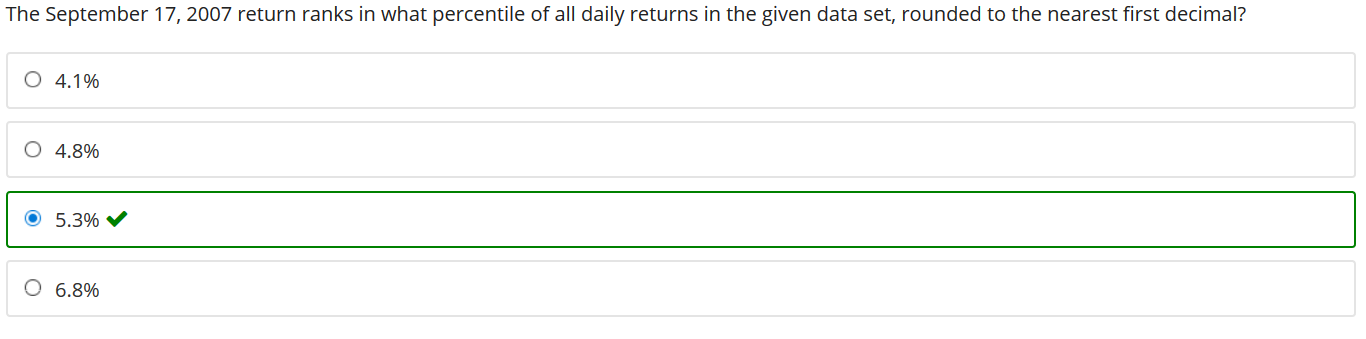 The September 17, 2007 return ranks in what percentile of all daily returns in the given data set, rounded to the nearest first decimal?
4.1%
4.8%
5.3%
6.8%